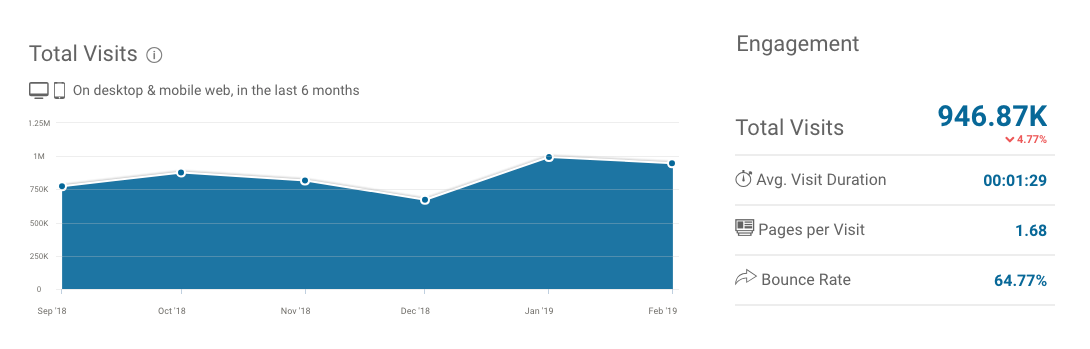 Total Visits
On desktop & mobile web, in the last 6 months
1.25M
1M
750K
500K
250K
0
Sep '18
Oct '18
Nov '18
Dec '18
Jan '19
Feb '19
Engagement
Total Visits
946.87K
4.77%
Avg. Visit Duration 00:01:29
Pages per Visit 1.68
Bounce Rate 64.77%